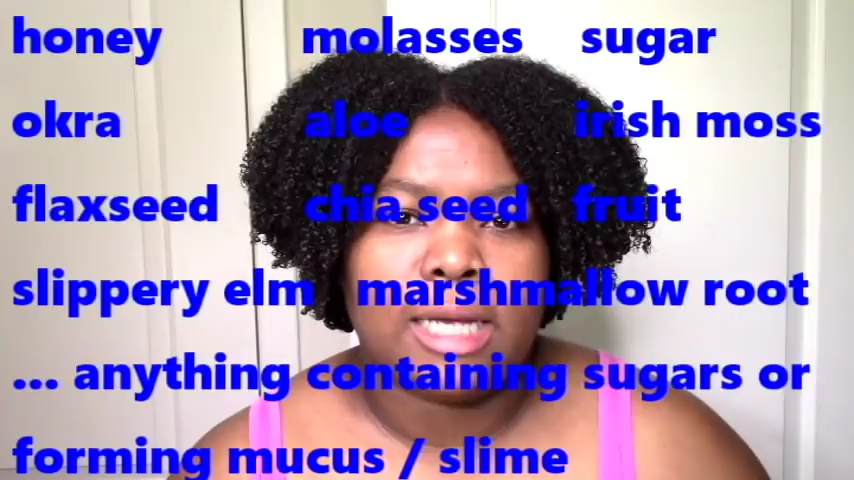 honey molasses sugar
okra aloe irish moss
flaxseed chia seed fruit
slippery elm marshmallow root
... anything containing sugars or
forming mucus / slime